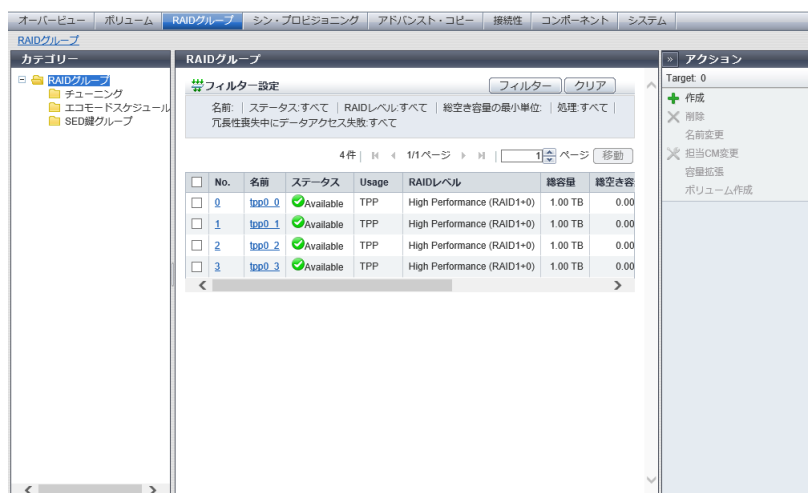 オーバービュー ボリューム RAIDグループ シン・プロビジョニング アドバンスト・コピー 接続性 コンポーネント システム
RAIDグループ
カテゴリー
RAIDグループ
チューニング
エコモードスケジュール
SED鍵グループ
RAIDグループ
フィルター設定 フィルター クリア
名前: | ステータス:すべて | RAIDレベル:すべて | 総空き容量の最小単位: | 処理:すべて |
冗長性喪失中にデータアクセス失敗:すべて
4件 | 1/1ページ | 1 ページ 移動
No. 名前 ステータス Usage RAIDレベル 総容量 総空き容
0 tpp0_0 Available TPP High Performance (RAID1+0) 1.00 TB 0.00
1 tpp0_1 Available TPP High Performance (RAID1+0) 1.00 TB 0.00
2 tpp0_2 Available TPP High Performance (RAID1+0) 1.00 TB 0.00
3 tpp0_3 Available TPP High Performance (RAID1+0) 1.00 TB 0.00
» アクション
Target: 0
作成
削除
名前変更
担当CM変更
容量拡張
ボリューム作成